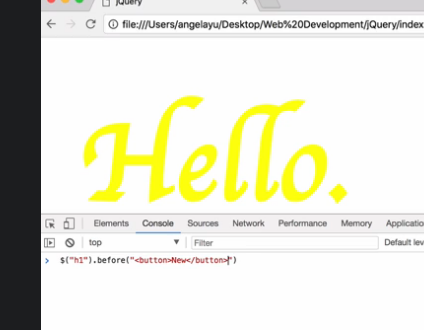 jQuery
file:///Users/angelayu/Desktop/Web%20Development/jQuery/index
Hello.
Elements Console Sources Network Performance Memory Applicatio
top Filter Default lev
> $("h1").before("<button>New</button>")